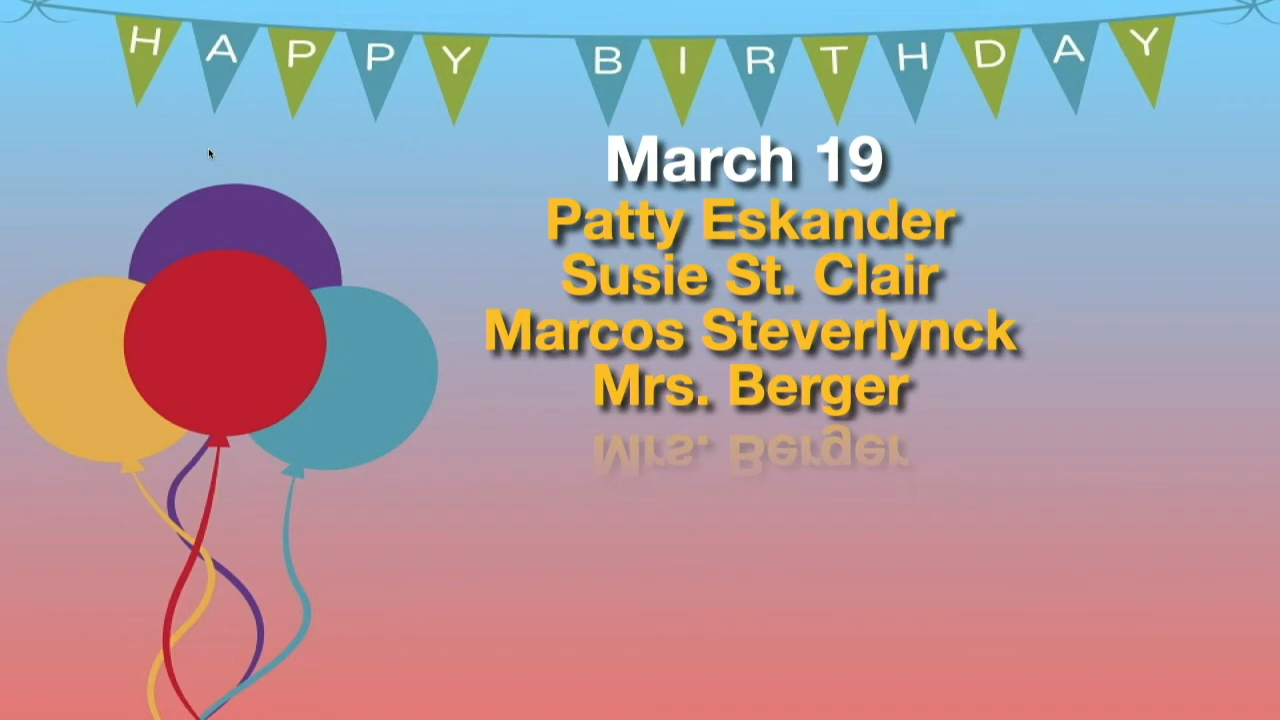 HAPPY BIRTHDAY
March 19
Patty Eskander
Susie St. Clair
Marcos Steverlynck
Mrs. Berger